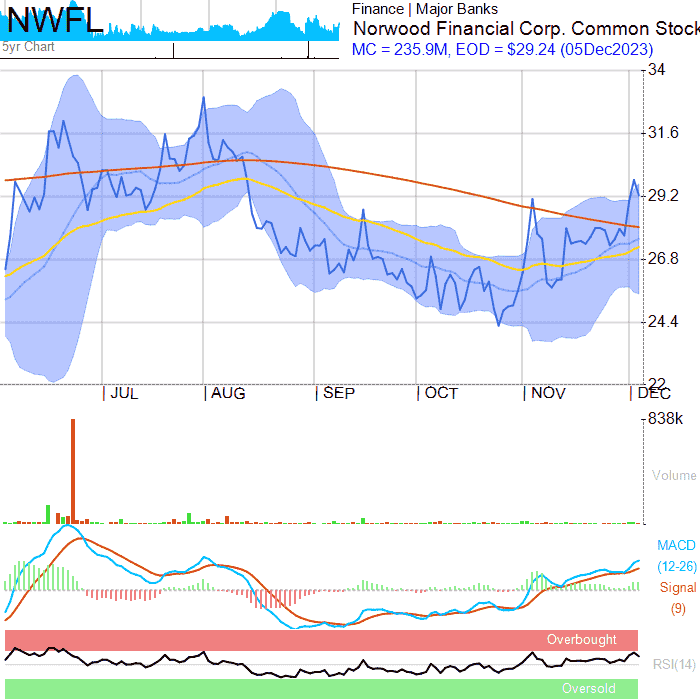 NWFL
5yr Chart
Finance | Major Banks
Norwood Financial Corp. Common Stock
MC = 235.9M, EOD = $29.24 (05Dec2023)
34
31.6
29.2
26.8
24.4
22
JUL AUG SEP OCT NOV DEC
838k
Volume
MACD
(12-26)
Signal
(9)
Overbought
RSI(14)
Oversold